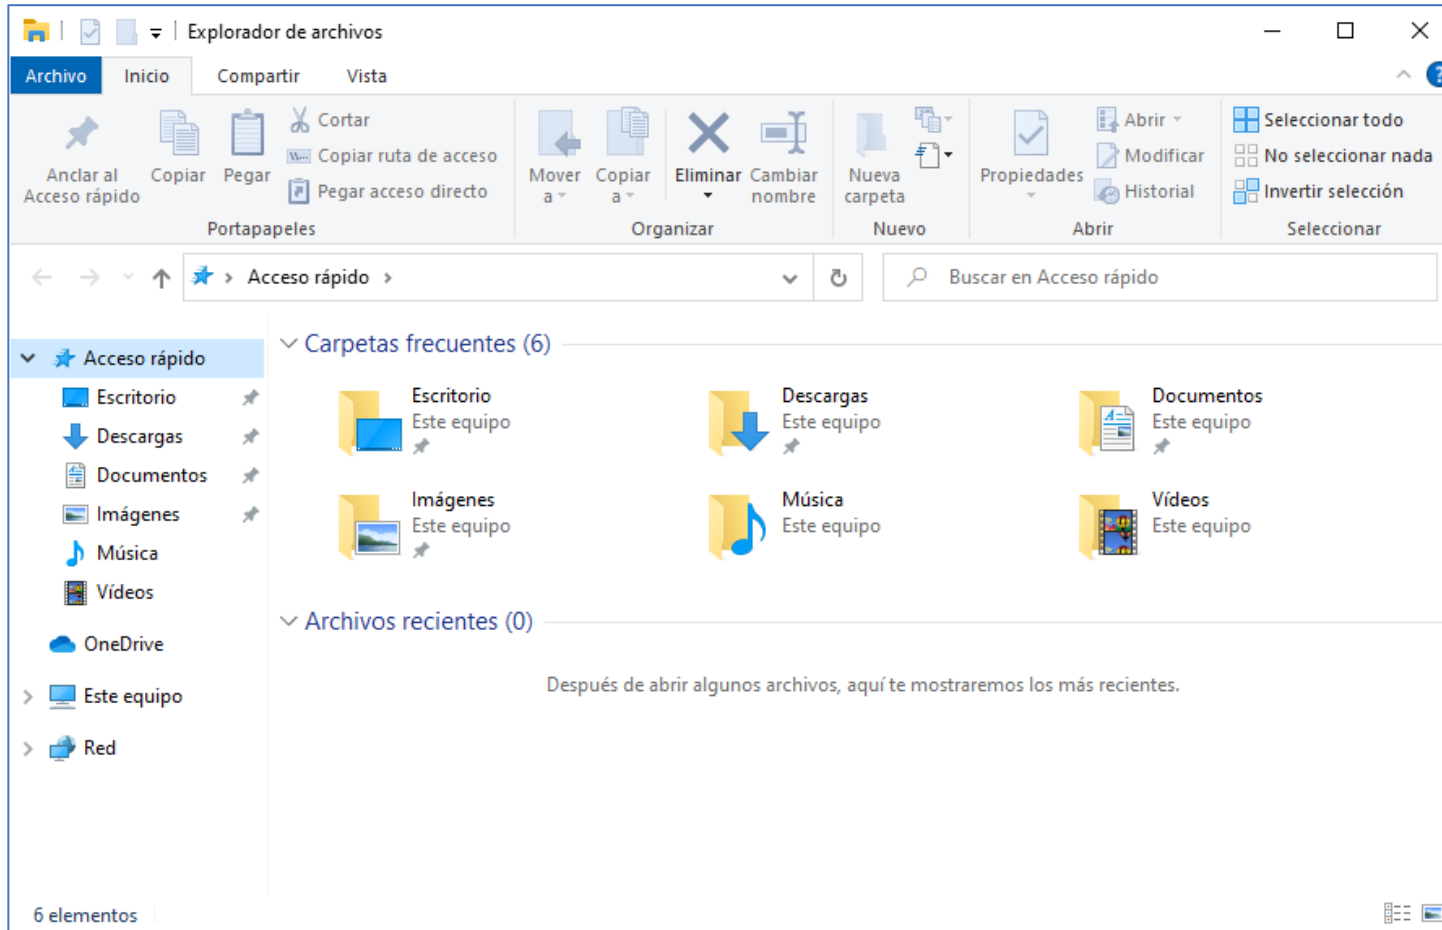 Explorador de archivos
Archivo Inicio Compartir Vista
Anclar al Acceso rápido
Copiar
Pegar
Cortar
Copiar ruta de acceso
Pegar acceso directo
Portapapeles
Mover a
Copiar a
Eliminar
Cambiar nombre
Organizar
Nueva carpeta
Nuevo
Propiedades
Abrir
Modificar
Historial
Abrir
Seleccionar todo
No seleccionar nada
Invertir selección
Seleccionar
Acceso rápido
Buscar en Acceso rápido
Acceso rápido
Escritorio
Descargas
Documentos
Imágenes
Música
Vídeos
OneDrive
Este equipo
Red
Carpetas frecuentes (6)
Escritorio
Este equipo
Descargas
Este equipo
Documentos
Este equipo
Imágenes
Este equipo
Música
Este equipo
Vídeos
Este equipo
Archivos recientes (0)
Después de abrir algunos archivos, aquí te mostraremos los más recientes.
6 elementos